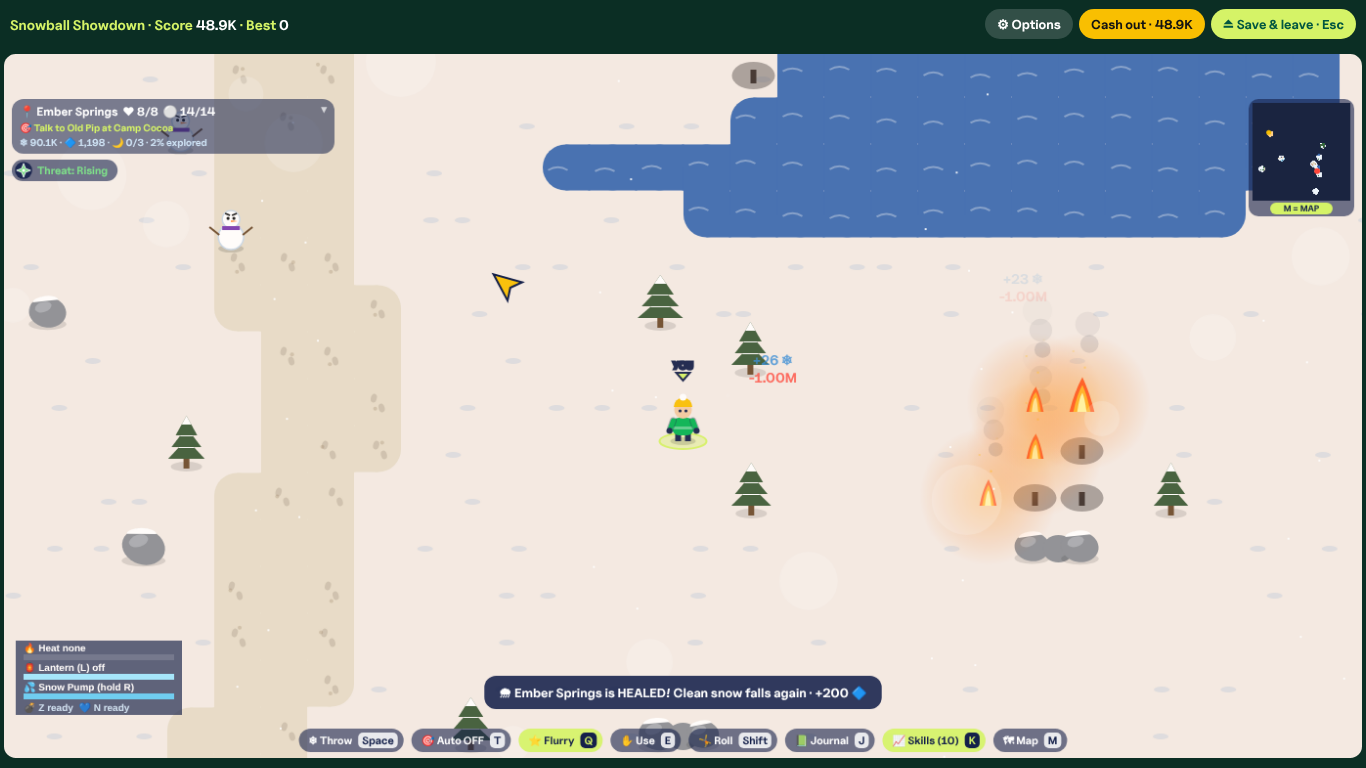 Snowball Showdown · Score 48.9K · Best 0
⚙ Options
Cash out · 48.9K
⏏ Save & leave · Esc
📍 Ember Springs ❤ 8/8 ⚪ 14/14 ▼
🎯 Talk to Old Pip at Camp Cocoa
❄ 90.1K · 🔷 1,198 · 🌙 0/3 · 2% explored
Threat: Rising
M = MAP
+23 ❄
-1.00M
YOU
+26 ❄
-1.00M
🔥 Heat none
🏮 Lantern (L) off
💦 Snow Pump (hold R)
Z ready 💙 N ready
🌨 Ember Springs is HEALED! Clean snow falls again · +200 🔷
❄ Throw Space
🎯 Auto OFF T
⭐ Flurry Q
✋ Use E
🤸 Roll Shift
📗 Journal J
📈 Skills (10) K
🗺 Map M